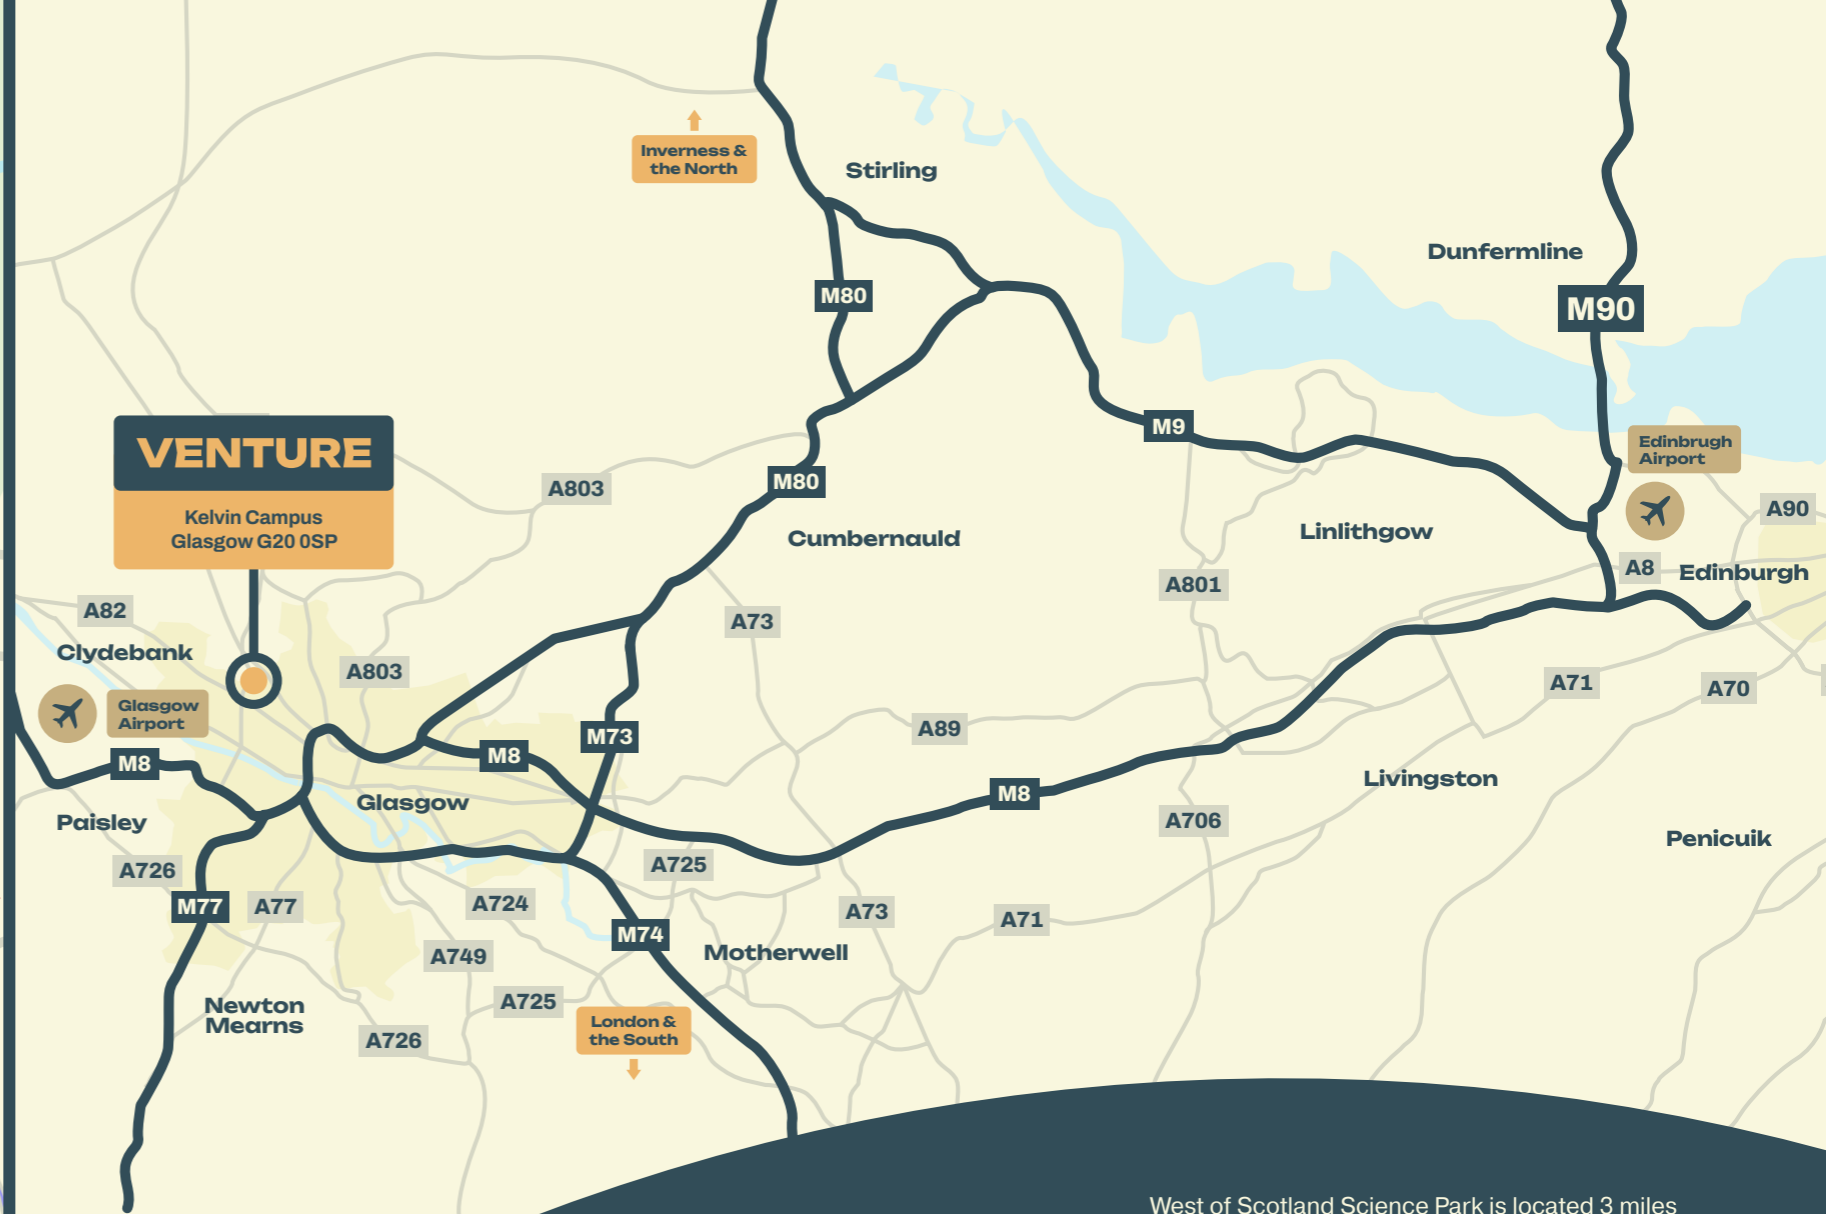 Inverness &
the North
Stirling
Dunfermline
M80
M90
M9
VENTURE
Kelvin Campus
Glasgow G20 0SP
Edinbrugh
Airport
A803
M80
A90
Cumbernauld
Linlithgow
A8
Edinburgh
A801
A82
A73
Clydebank
A803
A71
A70
Glasgow
Airport
A89
M73
M8
M8
Livingston
M8
Glasgow
Paisley
A706
Penicuik
A725
A726
M77
A77
A724
A73
A71
M74
Motherwell
A749
Newton
Mearns
A725
London &
the South
A726
West of Scotland Science Park is located 3 miles